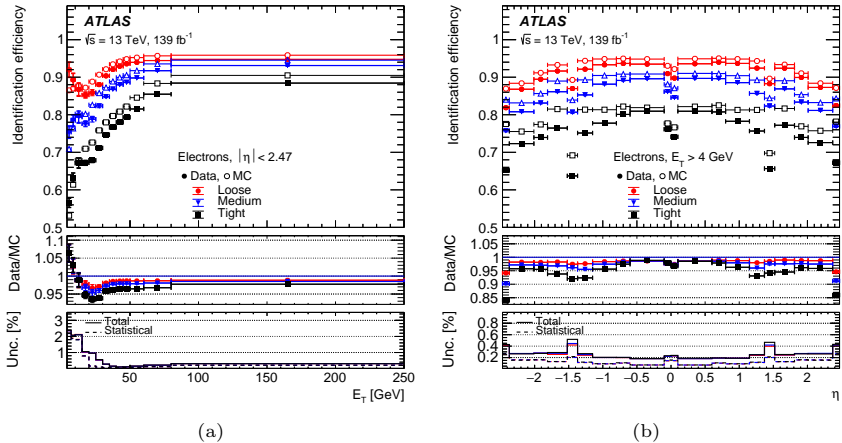 ATLAS
√s = 13 TeV, 139 fb⁻¹
Identification efficiency
1
0.9
0.8
0.7
0.6
0.5
Electrons, |η| < 2.47
Data, MC
Loose
Medium
Tight
Data/MC
1.1
1.05
1
0.95
Unc. [%]
3
2
1
Total
Statistical
50 100 150 200 250
E_T [GeV]
(a)
ATLAS
√s = 13 TeV, 139 fb⁻¹
Identification efficiency
1
0.9
0.8
0.7
0.6
0.5
Electrons, E_T > 4 GeV
Data, MC
Loose
Medium
Tight
Data/MC
1.05
1
0.95
0.9
0.85
Unc. [%]
0.8
0.6
0.4
0.2
Total
Statistical
−2 −1.5 −1 −0.5 0 0.5 1 1.5 2
η
(b)